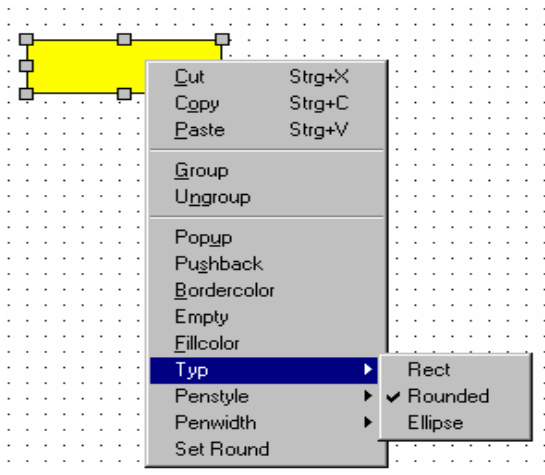 Cut Strg+X
Copy Strg+C
Paste Strg+V
Group
Ungroup
Popup
Pushback
Bordercolor
Empty
Fillcolor
Typ
Penstyle
Penwidth
Set Round
Rect
Rounded
Ellipse